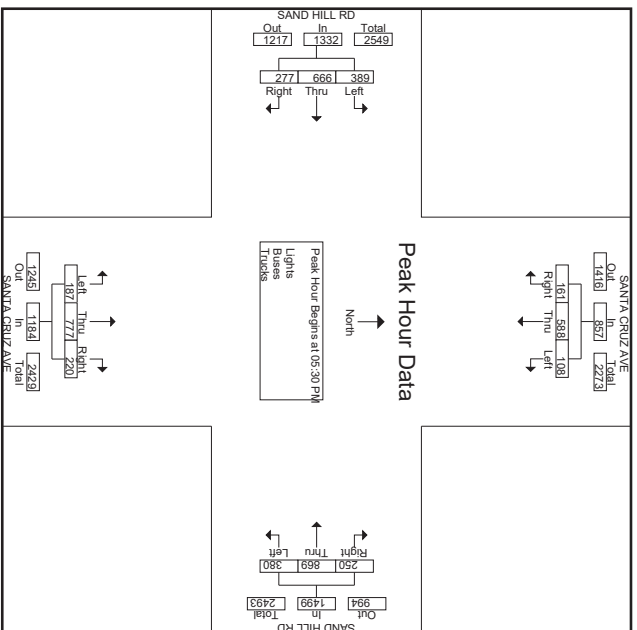 SAND HILL RD
Out In Total
1217 1332 2549
277 666 389
Right Thru Left
SANTA CRUZ AVE
Out In Total
1245 1184 2429
187 777 220
Left Thru Right
Peak Hour Data
North
Peak Hour Begins at 05:30 PM
Lights
Buses
Trucks
SANTA CRUZ AVE
Total In Out
2273 857 1416
161 588 108
Right Thru Left
Left Thru Right
380 869 250
Total In Out
2493 1499 994
SAND HILL RD